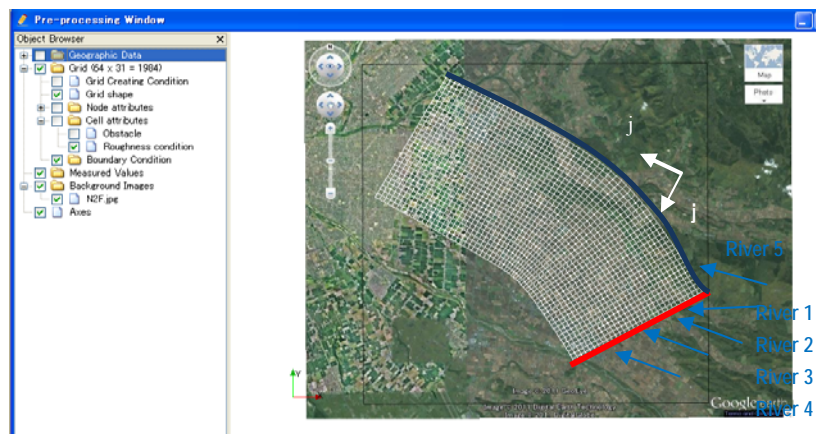 Pre-processing Window
Object Browser
Geographic Data
Grid (64 x 31 = 1984)
Grid Creating Condition
Grid shape
Node attributes
Cell attributes
Obstacle
Roughness condition
Boundary Condition
Measured Values
Background Images
N2F.jpg
Axes
N
Map
Photo
j
j
River 5
River 1
River 2
River 3
River 4
Y
Google